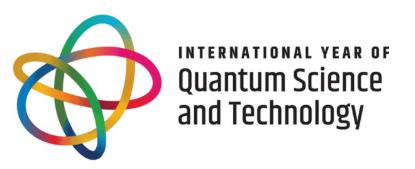 INTERNATIONAL YEAR OF
Quantum Science
and Technology